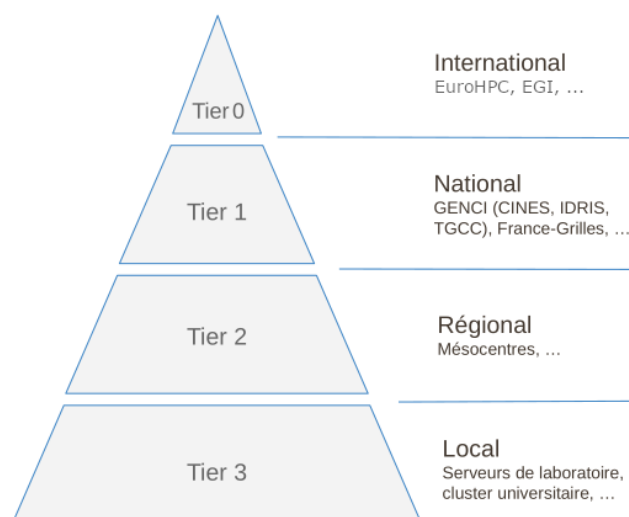 Tier 0
International
EuroHPC, EGI, …
Tier 1
National
GENCI (CINES, IDRIS,
TGCC), France-Grilles, …
Tier 2
Régional
Mésocentres, …
Tier 3
Local
Serveurs de laboratoire,
cluster universitaire, …